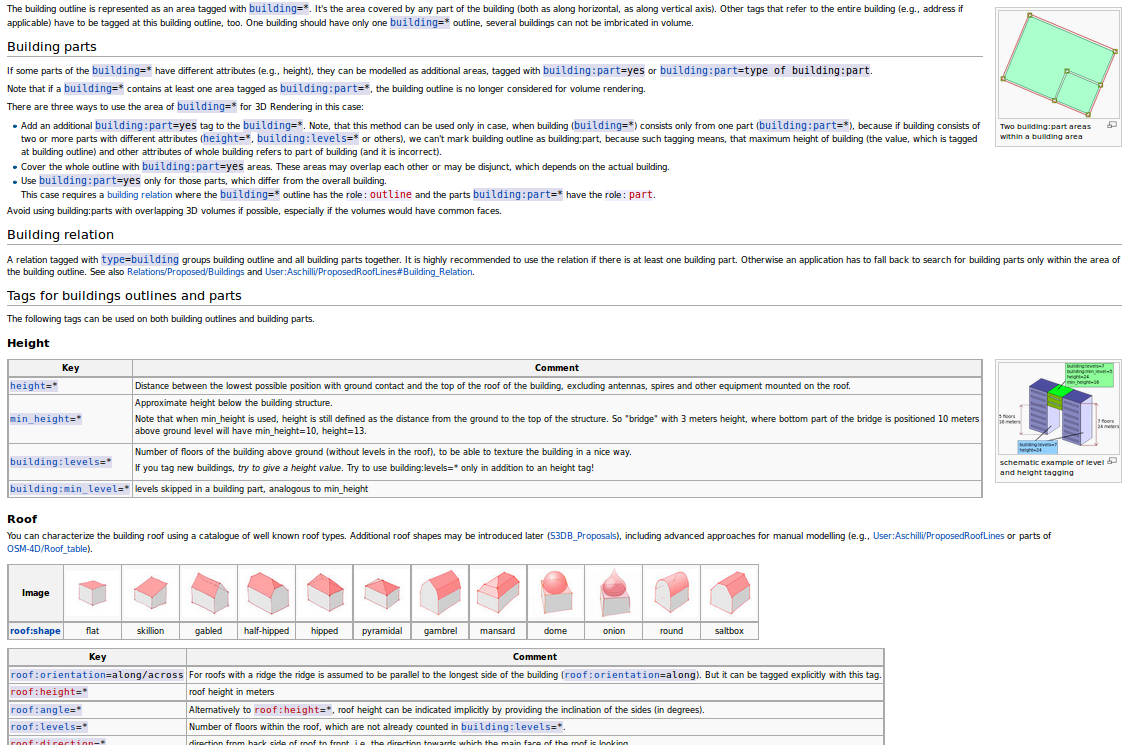 The building outline is represented as an area tagged with building=*. It's the area covered by any part of the building (both as along horizontal, as along vertical axis). Other tags that refer to the entire building (e.g., address if
applicable) have to be tagged at this building outline, too. One building should have only one building=* outline, several buildings can not be imbricated in volume.
Two building:part areas
within a building area
Building parts
If some parts of the building=* have different attributes (e.g., height), they can be modelled as additional areas, tagged with building:part=yes or building:part=type of building:part.
Note that if a building=* contains at least one area tagged as building:part=*, the building outline is no longer considered for volume rendering.
There are three ways to use the area of building=* for 3D Rendering in this case:
Add an additional building:part=yes tag to the building=*. Note, that this method can be used only in case, when building (building=*) consists only from one part (building:part=*), because if building consists of
two or more parts with different attributes (height=*, building:levels=* or others), we can't mark building outline as building:part, because such tagging means, that maximum height of building (the value, which is tagged
at building outline) and other attributes of whole building refers to part of building (and it is incorrect).
Cover the whole outline with building:part=yes areas. These areas may overlap each other or may be disjunct, which depends on the actual building.
Use building:part=yes only for those parts, which differ from the overall building.
This case requires a building relation where the building=* outline has the role: outline and the parts building:part=* have the role: part.
Avoid using building:parts with overlapping 3D volumes if possible, especially if the volumes would have common faces.
Building relation
A relation tagged with type=building groups building outline and all building parts together. It is highly recommended to use the relation if there is at least one building part. Otherwise an application has to fall back to search for building parts only within the area of
the building outline. See also Relations/Proposed/Buildings and User:Aschilli/ProposedRoofLines#Building_Relation.
Tags for buildings outlines and parts
The following tags can be used on both building outlines and building parts.
Height
Key Comment
height=* Distance between the lowest possible position with ground contact and the top of the roof of the building, excluding antennas, spires and other equipment mounted on the roof.
min_height=* Approximate height below the building structure.
Note that when min_height is used, height is still defined as the distance from the ground to the top of the structure. So "bridge" with 3 meters height, where bottom part of the bridge is positioned 10 meters
above ground level will have min_height=10, height=13.
building:levels=* Number of floors of the building above ground (without levels in the roof), to be able to texture the building in a nice way.
If you tag new buildings, try to give a height value. Try to use building:levels=* only in addition to an height tag!
building:min_level=* levels skipped in a building part, analogous to min_height
building:levels=7
building:min_level=5
height=24
min_height=16
5 floors
16 meters
7 floors
24 meters
building:levels=7
height=24
schematic example of level
and height tagging
Roof
You can characterize the building roof using a catalogue of well known roof types. Additional roof shapes may be introduced later (S3DB_Proposals), including advanced approaches for manual modelling (e.g., User:Aschilli/ProposedRoofLines or parts of
OSM-4D/Roof_table).
Image
roof:shape flat skillion gabled half-hipped hipped pyramidal gambrel mansard dome onion round saltbox
Key Comment
roof:orientation=along/across For roofs with a ridge the ridge is assumed to be parallel to the longest side of the building (roof:orientation=along). But it can be tagged explicitly with this tag.
roof:height=* roof height in meters
roof:angle=* Alternatively to roof:height=*, roof height can be indicated implicitly by providing the inclination of the sides (in degrees).
roof:levels=* Number of floors within the roof, which are not already counted in building:levels=*.
roof:direction=* direction from back side of roof to front, i.e. the direction towards which the main face of the roof is looking